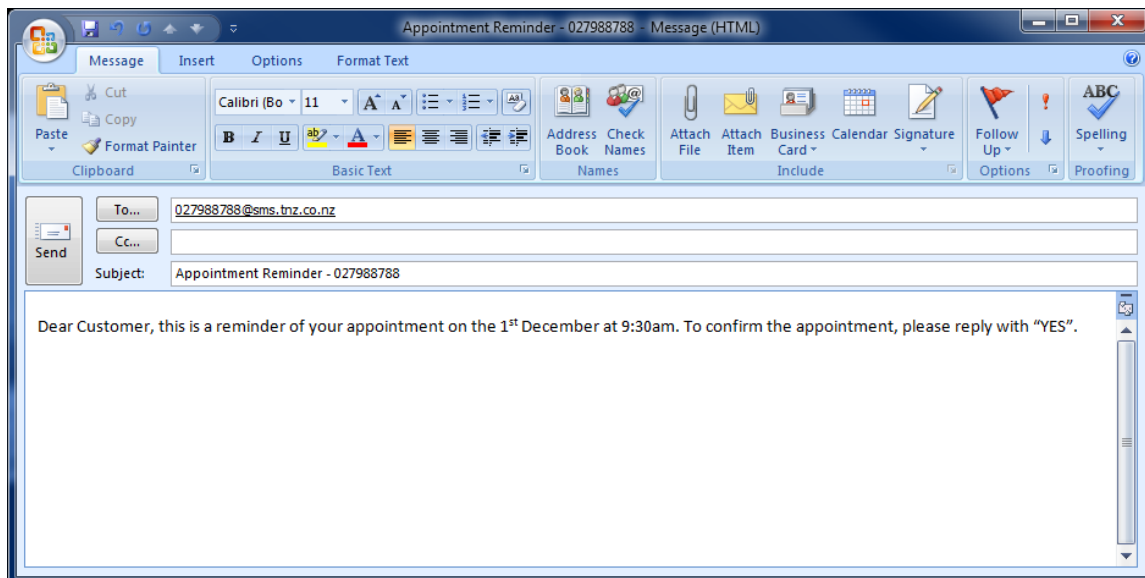 Appointment Reminder - 027988788 - Message (HTML)
Message Insert Options Format Text
Paste
Cut
Copy
Format Painter
Clipboard
Calibri (Bo 11
B I U
Basic Text
Address Book
Check Names
Names
Attach File
Attach Item
Business Card
Calendar
Signature
Include
Follow Up
Options
ABC
Spelling
Proofing
Send
To... 027988788@sms.tnz.co.nz
Cc...
Subject: Appointment Reminder - 027988788
Dear Customer, this is a reminder of your appointment on the 1st December at 9:30am. To confirm the appointment, please reply with “YES”.